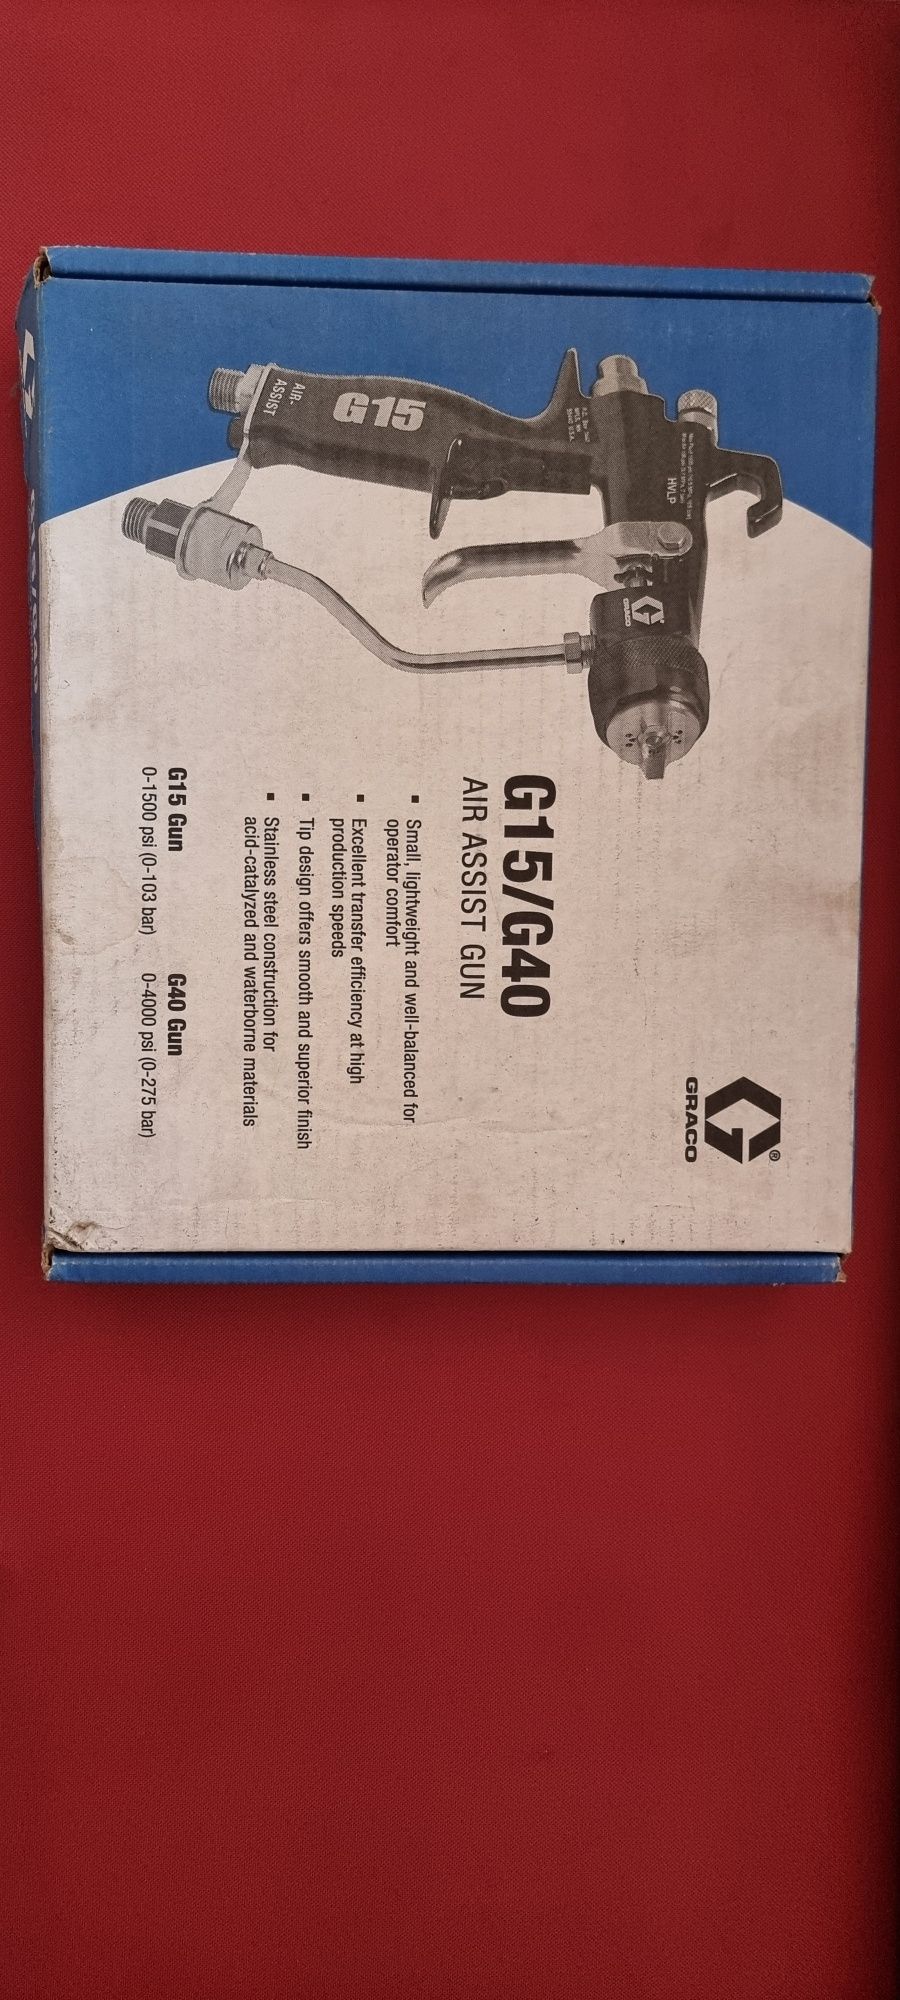 GRACO
G15/G40
AIR ASSIST GUN
▪ Small, lightweight and well-balanced for
operator comfort
▪ Excellent transfer efficiency at high
production speeds
▪ Tip design offers smooth and superior finish
▪ Stainless steel construction for
acid-catalyzed and waterborne materials
G15 Gun
0-1500 psi (0-103 bar)
G40 Gun
0-4000 psi (0-275 bar)
HVLP
GRACO
G15
AIR-
ASSIST